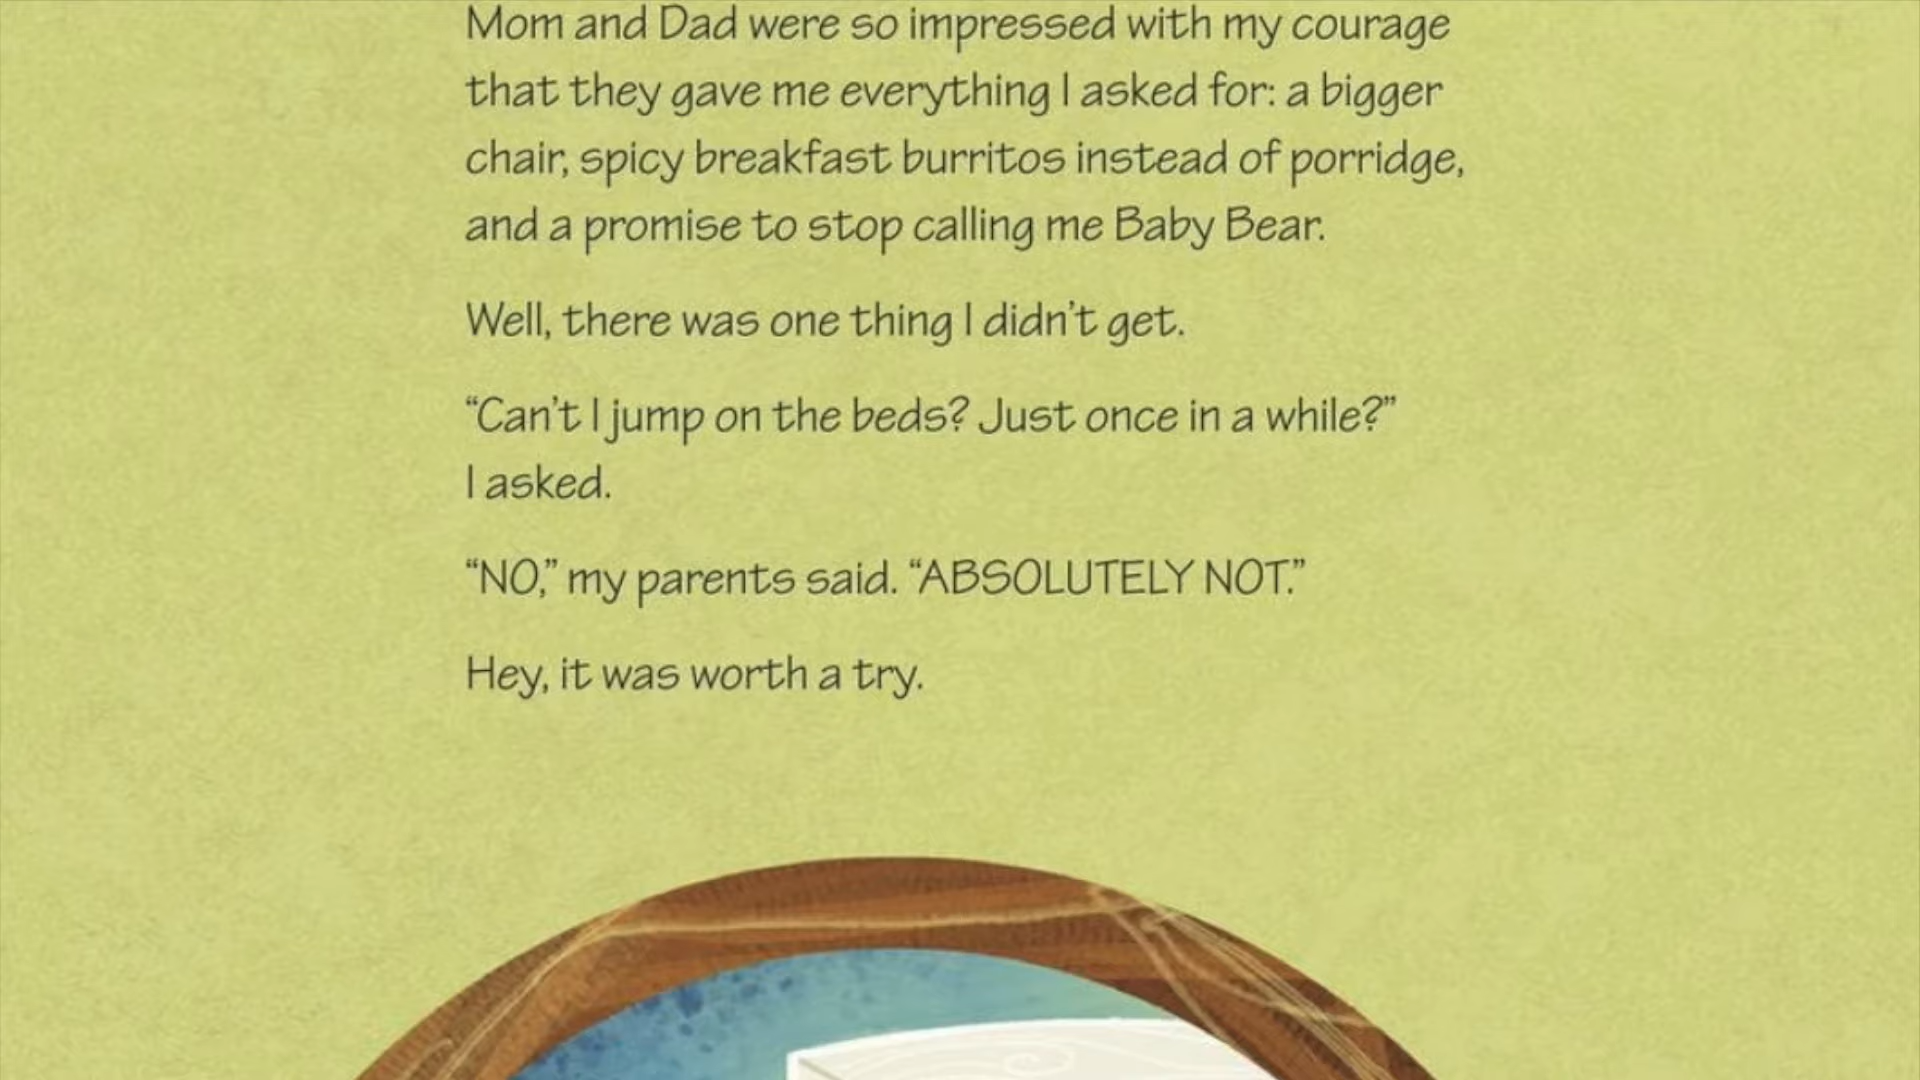 Mom and Dad were so impressed with my courage
that they gave me everything I asked for: a bigger
chair, spicy breakfast burritos instead of porridge,
and a promise to stop calling me Baby Bear.
Well, there was one thing I didn’t get.
“Can’t I jump on the beds? Just once in a while?”
I asked.
“NO,” my parents said. “ABSOLUTELY NOT.”
Hey, it was worth a try.